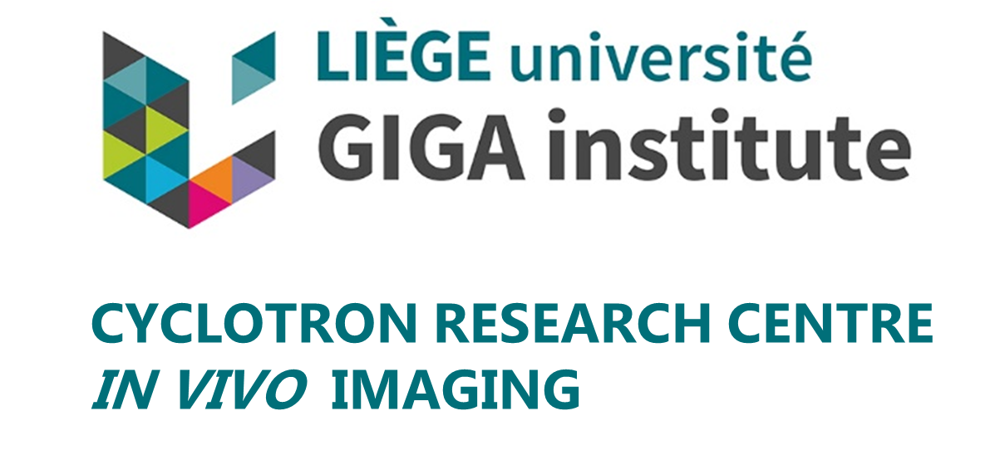 LIÈGE université
GIGA institute
CYCLOTRON RESEARCH CENTRE
IN VIVO IMAGING